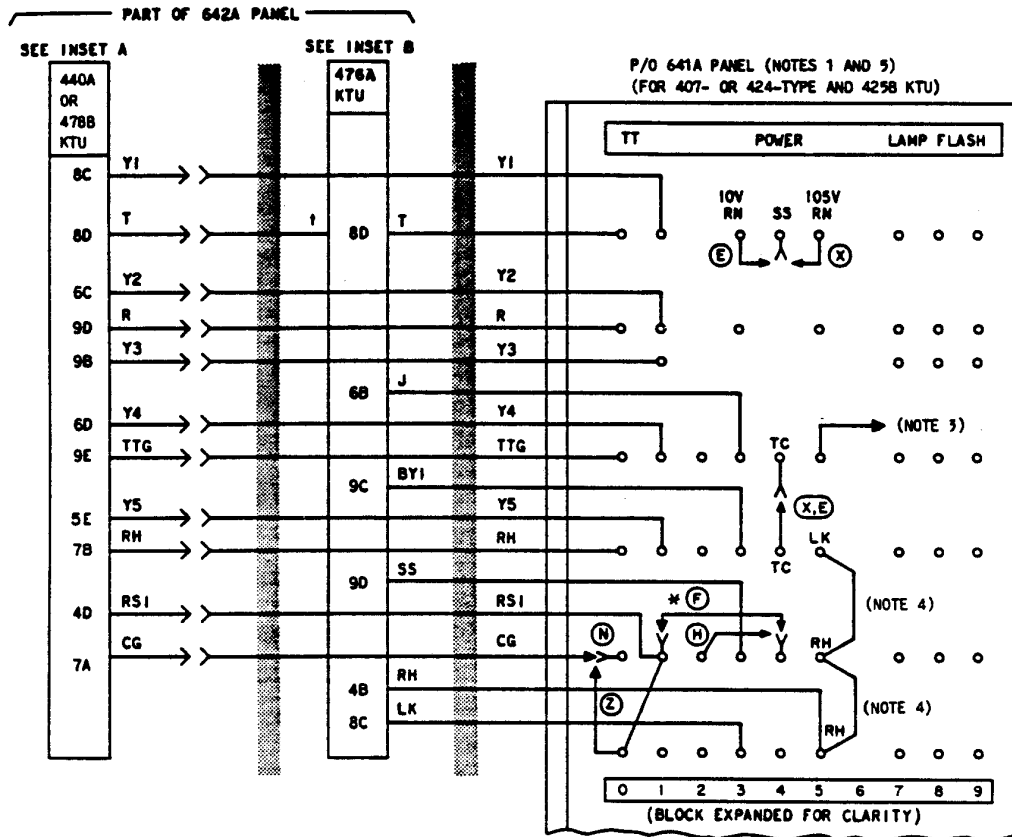 PART OF 642A PANEL
SEE INSET A
SEE INSET B
P/O 641A PANEL (NOTES 1 AND 5)
(FOR 407- OR 424-TYPE AND 425B KTU)
440A
OR
478B
KTU
476A
KTU
TT POWER LAMP FLASH
8C Y1 Y1
10V
RN
SS
105V
RN
8D T t 8D T
E X
6C Y2 Y2
9D R R
9B Y3 Y3
6B J
6D Y4 Y4
(NOTE 3)
9E TTG TTG TC
9C BY1
X,E
5E Y5 Y5
7B RH RH TC LK
9D SS
4D RS1 RS1 * F (NOTE 4)
7A CG CG N H RH
4B RH
Z (NOTE 4)
8C LK RH
0 1 2 3 4 5 6 7 8 9
(BLOCK EXPANDED FOR CLARITY)